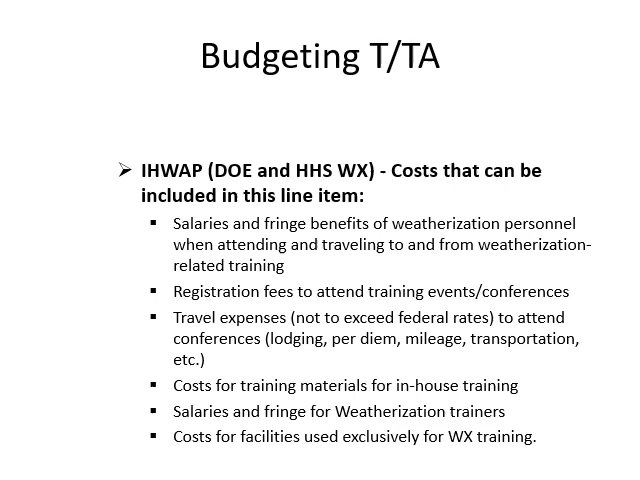 Budgeting T/TA
➢ IHWAP (DOE and HHS WX) - Costs that can be
included in this line item:
▪ Salaries and fringe benefits of weatherization personnel
when attending and traveling to and from weatherization-
related training
▪ Registration fees to attend training events/conferences
▪ Travel expenses (not to exceed federal rates) to attend
conferences (lodging, per diem, mileage, transportation,
etc.)
▪ Costs for training materials for in-house training
▪ Salaries and fringe for Weatherization trainers
▪ Costs for facilities used exclusively for WX training.